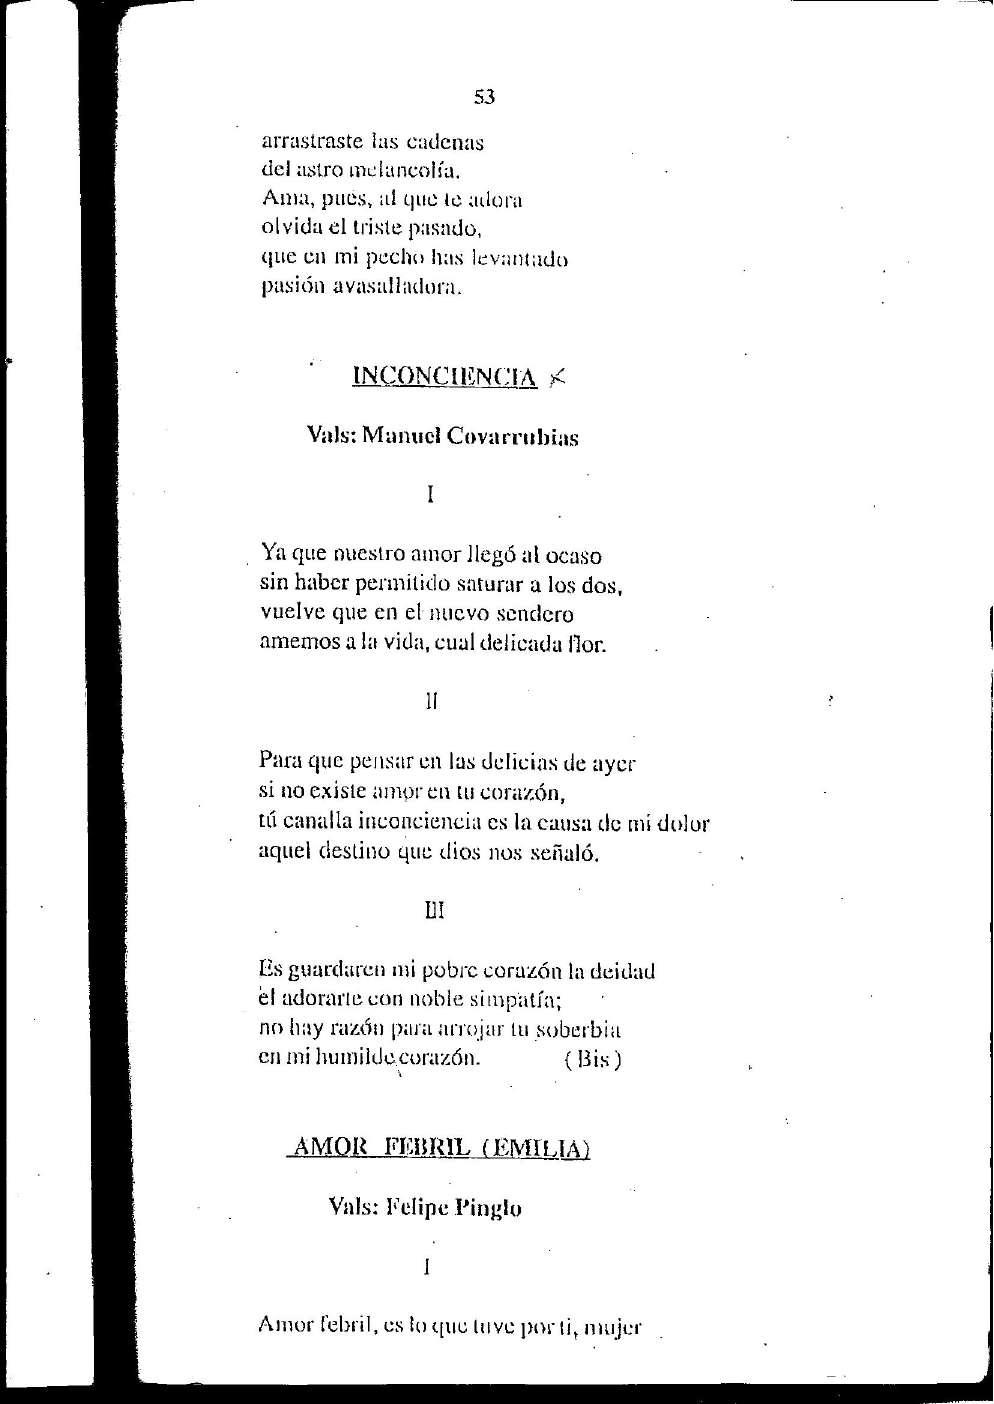 53
arrastraste las cadenas
del astro melancolía.
Ama, pues, al que te adora
olvida el triste pasado,
que en mi pecho has levantado
pasión avasalladora.
INCONCIENCIA
Vals: Manuel Covarrubias
I
Ya que nuestro amor llegó al ocaso
sin haber permitido saturar a los dos,
vuelve que en el nuevo sendero
amemos a la vida, cual delicada flor.
II
Para que pensar en las delicias de ayer
si no existe amor en tu corazón,
tú canalla inconciencia es la causa de mi dolor
aquel destino que dios nos señaló.
III
Es guardaren mi pobre corazón la deidad
el adorarte con noble simpatía;
no hay razón para arrojar tu soberbia
en mi humilde corazón. (Bis)
AMOR FEBRIL (EMILIA)
Vals: Felipe Pinglo
I
Amor febril, es lo que tuve por ti, mujer